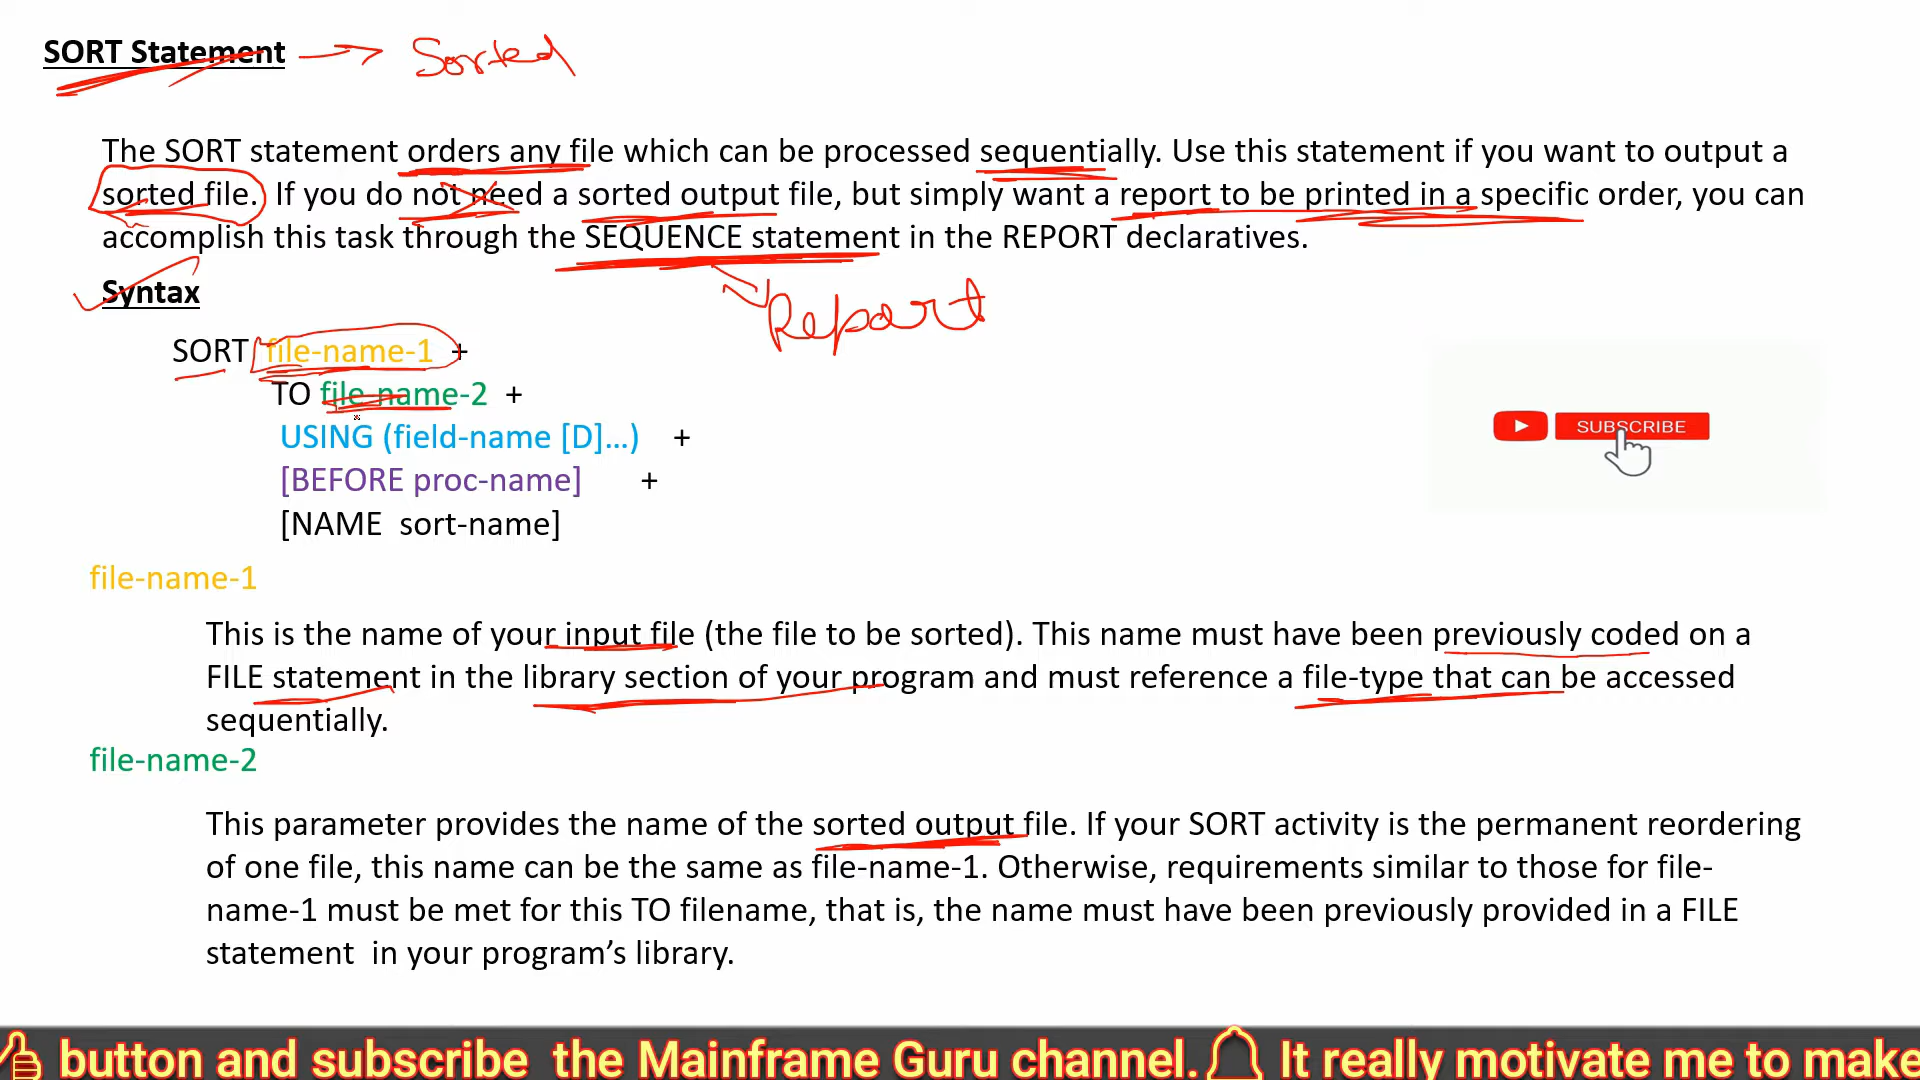 SORT Statement Sorted
The SORT statement orders any file which can be processed sequentially. Use this statement if you want to output a
sorted file. If you do not need a sorted output file, but simply want a report to be printed in a specific order, you can
accomplish this task through the SEQUENCE statement in the REPORT declaratives.
Syntax
Report
SORT file-name-1 +
TO file-name-2 +
USING (field-name [D]...) +
[BEFORE proc-name] +
[NAME sort-name]
SUBSCRIBE
file-name-1
This is the name of your input file (the file to be sorted). This name must have been previously coded on a
FILE statement in the library section of your program and must reference a file-type that can be accessed
sequentially.
file-name-2
This parameter provides the name of the sorted output file. If your SORT activity is the permanent reordering
of one file, this name can be the same as file-name-1. Otherwise, requirements similar to those for file-
name-1 must be met for this TO filename, that is, the name must have been previously provided in a FILE
statement in your program’s library.
button and subscribe the Mainframe Guru channel. It really motivate me to make